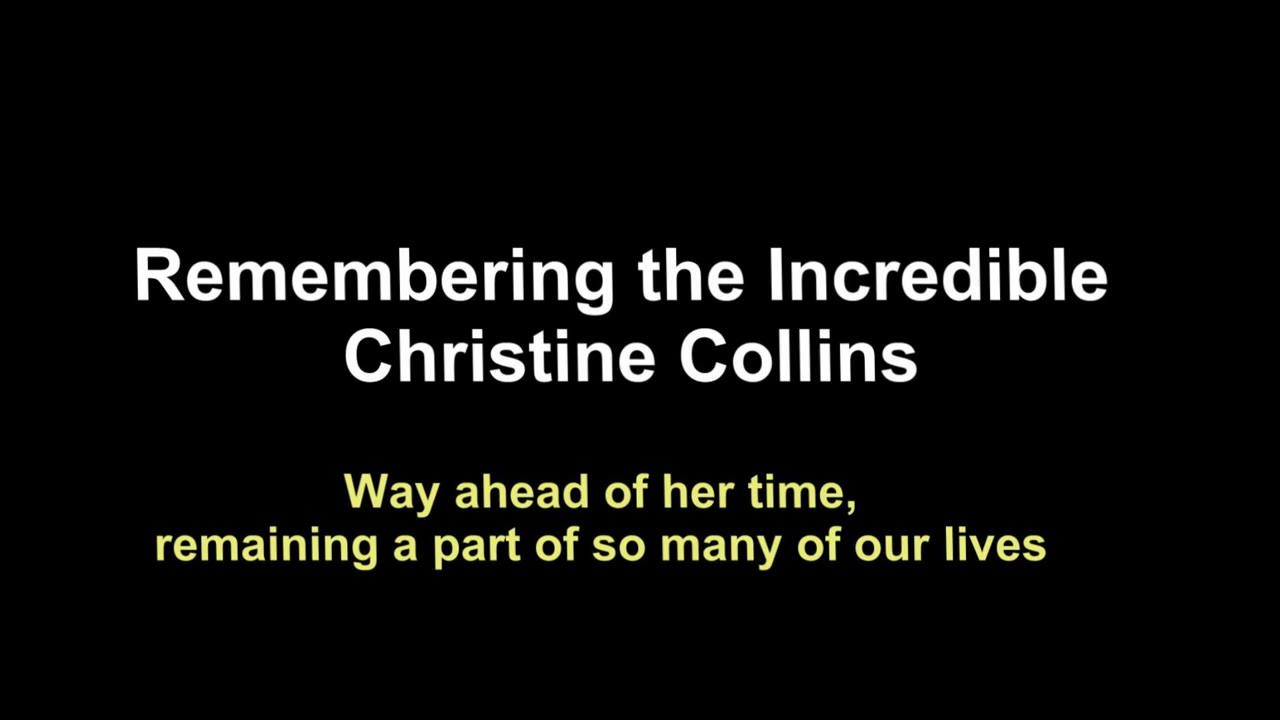 Remembering the Incredible
Christine Collins
Way ahead of her time,
remaining a part of so many of our lives